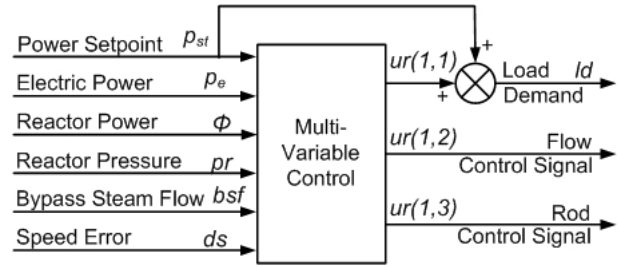 Power Setpoint p_st
Electric Power p_e
Reactor Power Φ
Reactor Pressure pr
Bypass Steam Flow bsf
Speed Error ds
Multi-
Variable
Control
ur(1,1)
+
+
Load ld
Demand
ur(1,2) Flow
Control Signal
ur(1,3) Rod
Control Signal